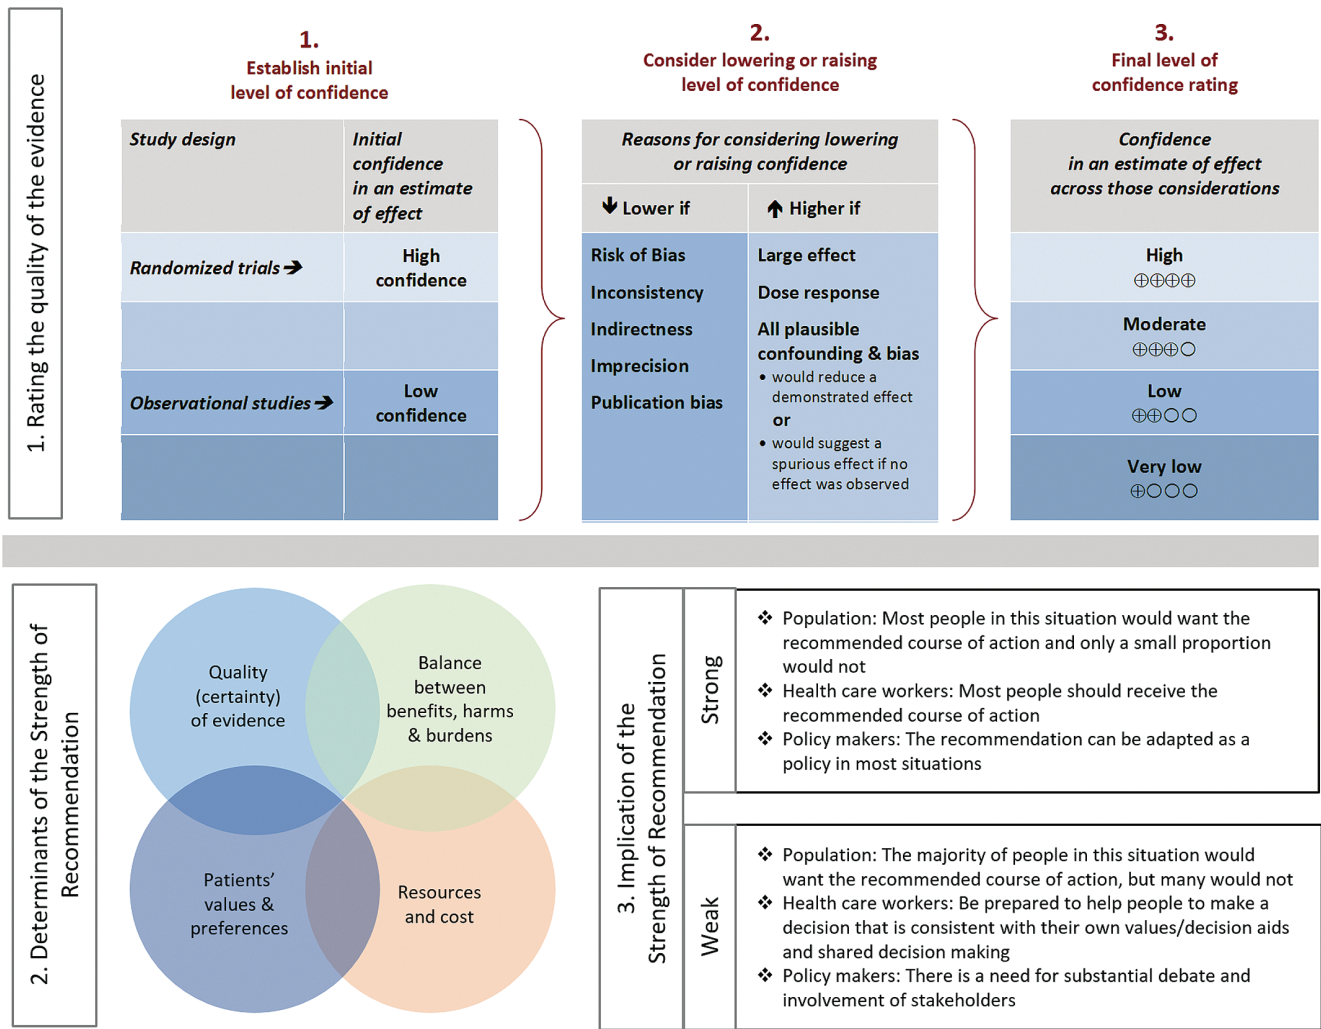 1. Rating the quality of the evidence
1.
Establish initial
level of confidence
Study design
Initial
confidence
in an estimate
of effect
Randomized trials ➔
High
confidence
Observational studies ➔
Low
confidence
2.
Consider lowering or raising
level of confidence
Reasons for considering lowering
or raising confidence
🡻 Lower if
🡹 Higher if
Risk of Bias
Inconsistency
Indirectness
Imprecision
Publication bias
Large effect
Dose response
All plausible
confounding & bias
• would reduce a
demonstrated effect
or
• would suggest a
spurious effect if no
effect was observed
3.
Final level of
confidence rating
Confidence
in an estimate of effect
across those considerations
High
⊕⊕⊕⊕
Moderate
⊕⊕⊕○
Low
⊕⊕○○
Very low
⊕○○○
2. Determinants of the Strength of
Recommendation
Quality
(certainty)
of evidence
Balance
between
benefits, harms
& burdens
Patients’
values &
preferences
Resources
and cost
3. Implication of the
Strength of Recommendation
Strong
❖ Population: Most people in this situation would want the
recommended course of action and only a small proportion
would not
❖ Health care workers: Most people should receive the
recommended course of action
❖ Policy makers: The recommendation can be adapted as a
policy in most situations
Weak
❖ Population: The majority of people in this situation would
want the recommended course of action, but many would not
❖ Health care workers: Be prepared to help people to make a
decision that is consistent with their own values/decision aids
and shared decision making
❖ Policy makers: There is a need for substantial debate and
involvement of stakeholders